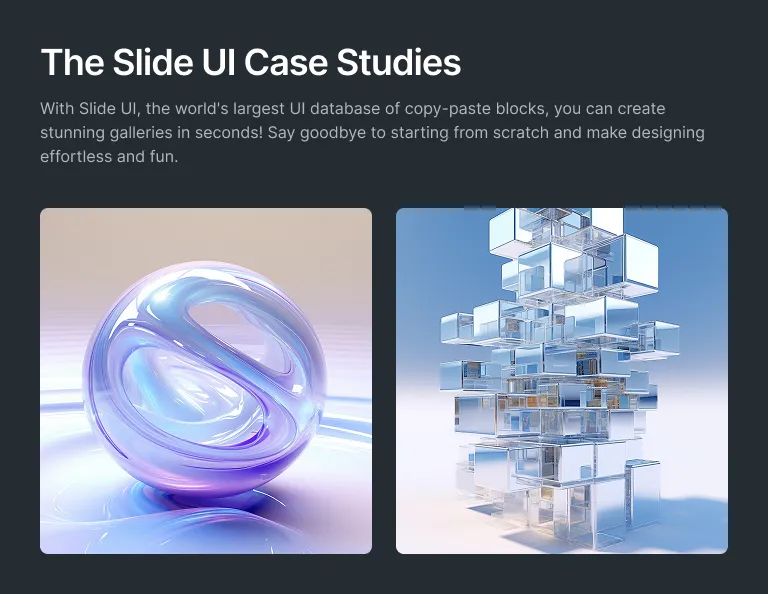 The Slide UI Case Studies
With Slide UI, the world's largest UI database of copy-paste blocks, you can create
stunning galleries in seconds! Say goodbye to starting from scratch and make designing
effortless and fun.